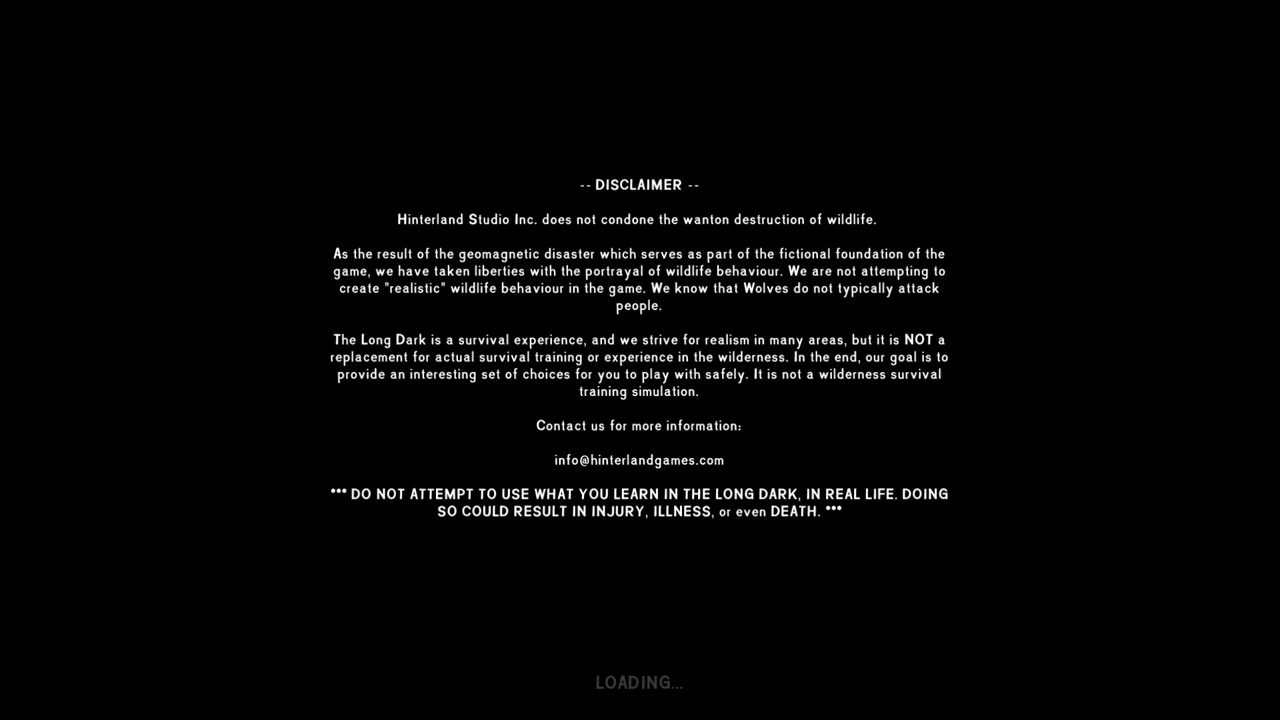 -- DISCLAIMER --
Hinterland Studio Inc. does not condone the wanton destruction of wildlife.
As the result of the geomagnetic disaster which serves as part of the fictional foundation of the
game, we have taken liberties with the portrayal of wildlife behaviour. We are not attempting to
create "realistic" wildlife behaviour in the game. We know that Wolves do not typically attack
people.
The Long Dark is a survival experience, and we strive for realism in many areas, but it is NOT a
replacement for actual survival training or experience in the wilderness. In the end, our goal is to
provide an interesting set of choices for you to play with safely. It is not a wilderness survival
training simulation.
Contact us for more information:
info@hinterlandgames.com
*** DO NOT ATTEMPT TO USE WHAT YOU LEARN IN THE LONG DARK, IN REAL LIFE. DOING
SO COULD RESULT IN INJURY, ILLNESS, or even DEATH. ***
LOADING...